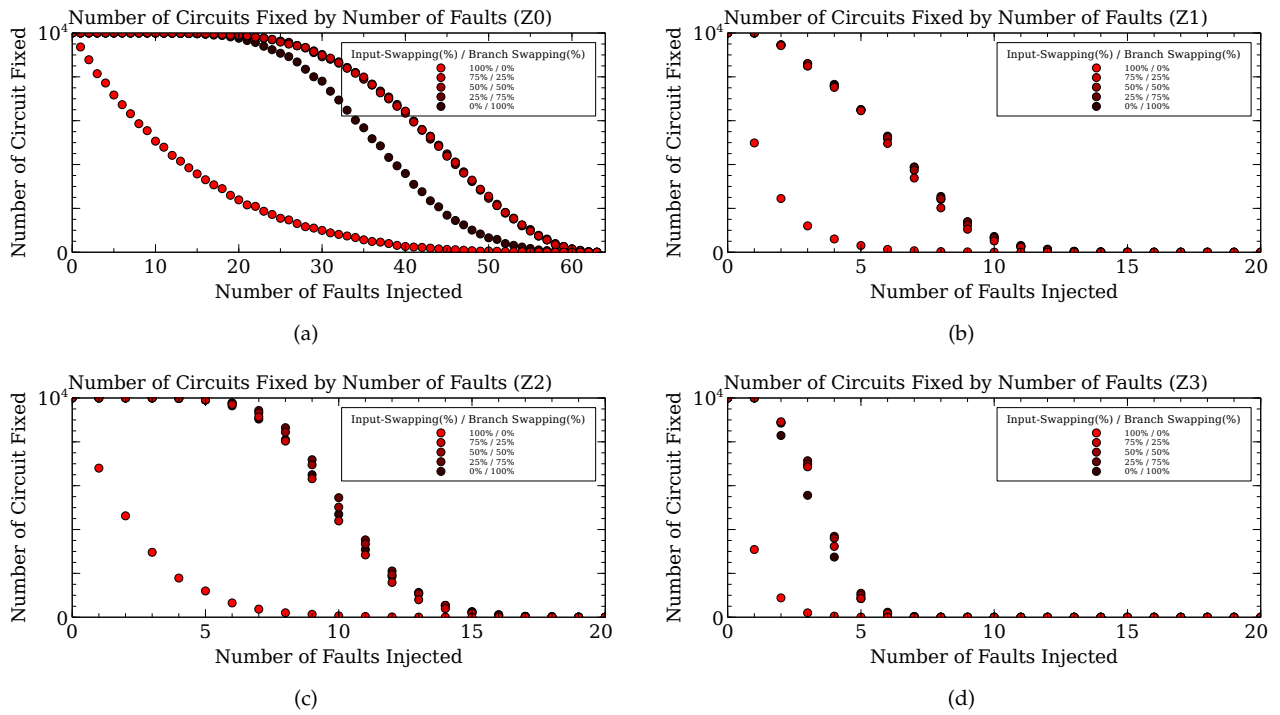 Number of Circuits Fixed by Number of Faults (Z0)
10^4
Number of Circuit Fixed
Input-Swapping(%) / Branch Swapping(%)
100% / 0%
75% / 25%
50% / 50%
25% / 75%
0% / 100%
0
0 10 20 30 40 50 60
Number of Faults Injected
(a)
Number of Circuits Fixed by Number of Faults (Z1)
10^4
Number of Circuit Fixed
Input-Swapping(%) / Branch Swapping(%)
100% / 0%
75% / 25%
50% / 50%
25% / 75%
0% / 100%
0
0 5 10 15 20
Number of Faults Injected
(b)
Number of Circuits Fixed by Number of Faults (Z2)
10^4
Number of Circuit Fixed
Input-Swapping(%) / Branch Swapping(%)
100% / 0%
75% / 25%
50% / 50%
25% / 75%
0% / 100%
0
0 5 10 15 20
Number of Faults Injected
(c)
Number of Circuits Fixed by Number of Faults (Z3)
10^4
Number of Circuit Fixed
Input-Swapping(%) / Branch Swapping(%)
100% / 0%
75% / 25%
50% / 50%
25% / 75%
0% / 100%
0
0 5 10 15 20
Number of Faults Injected
(d)